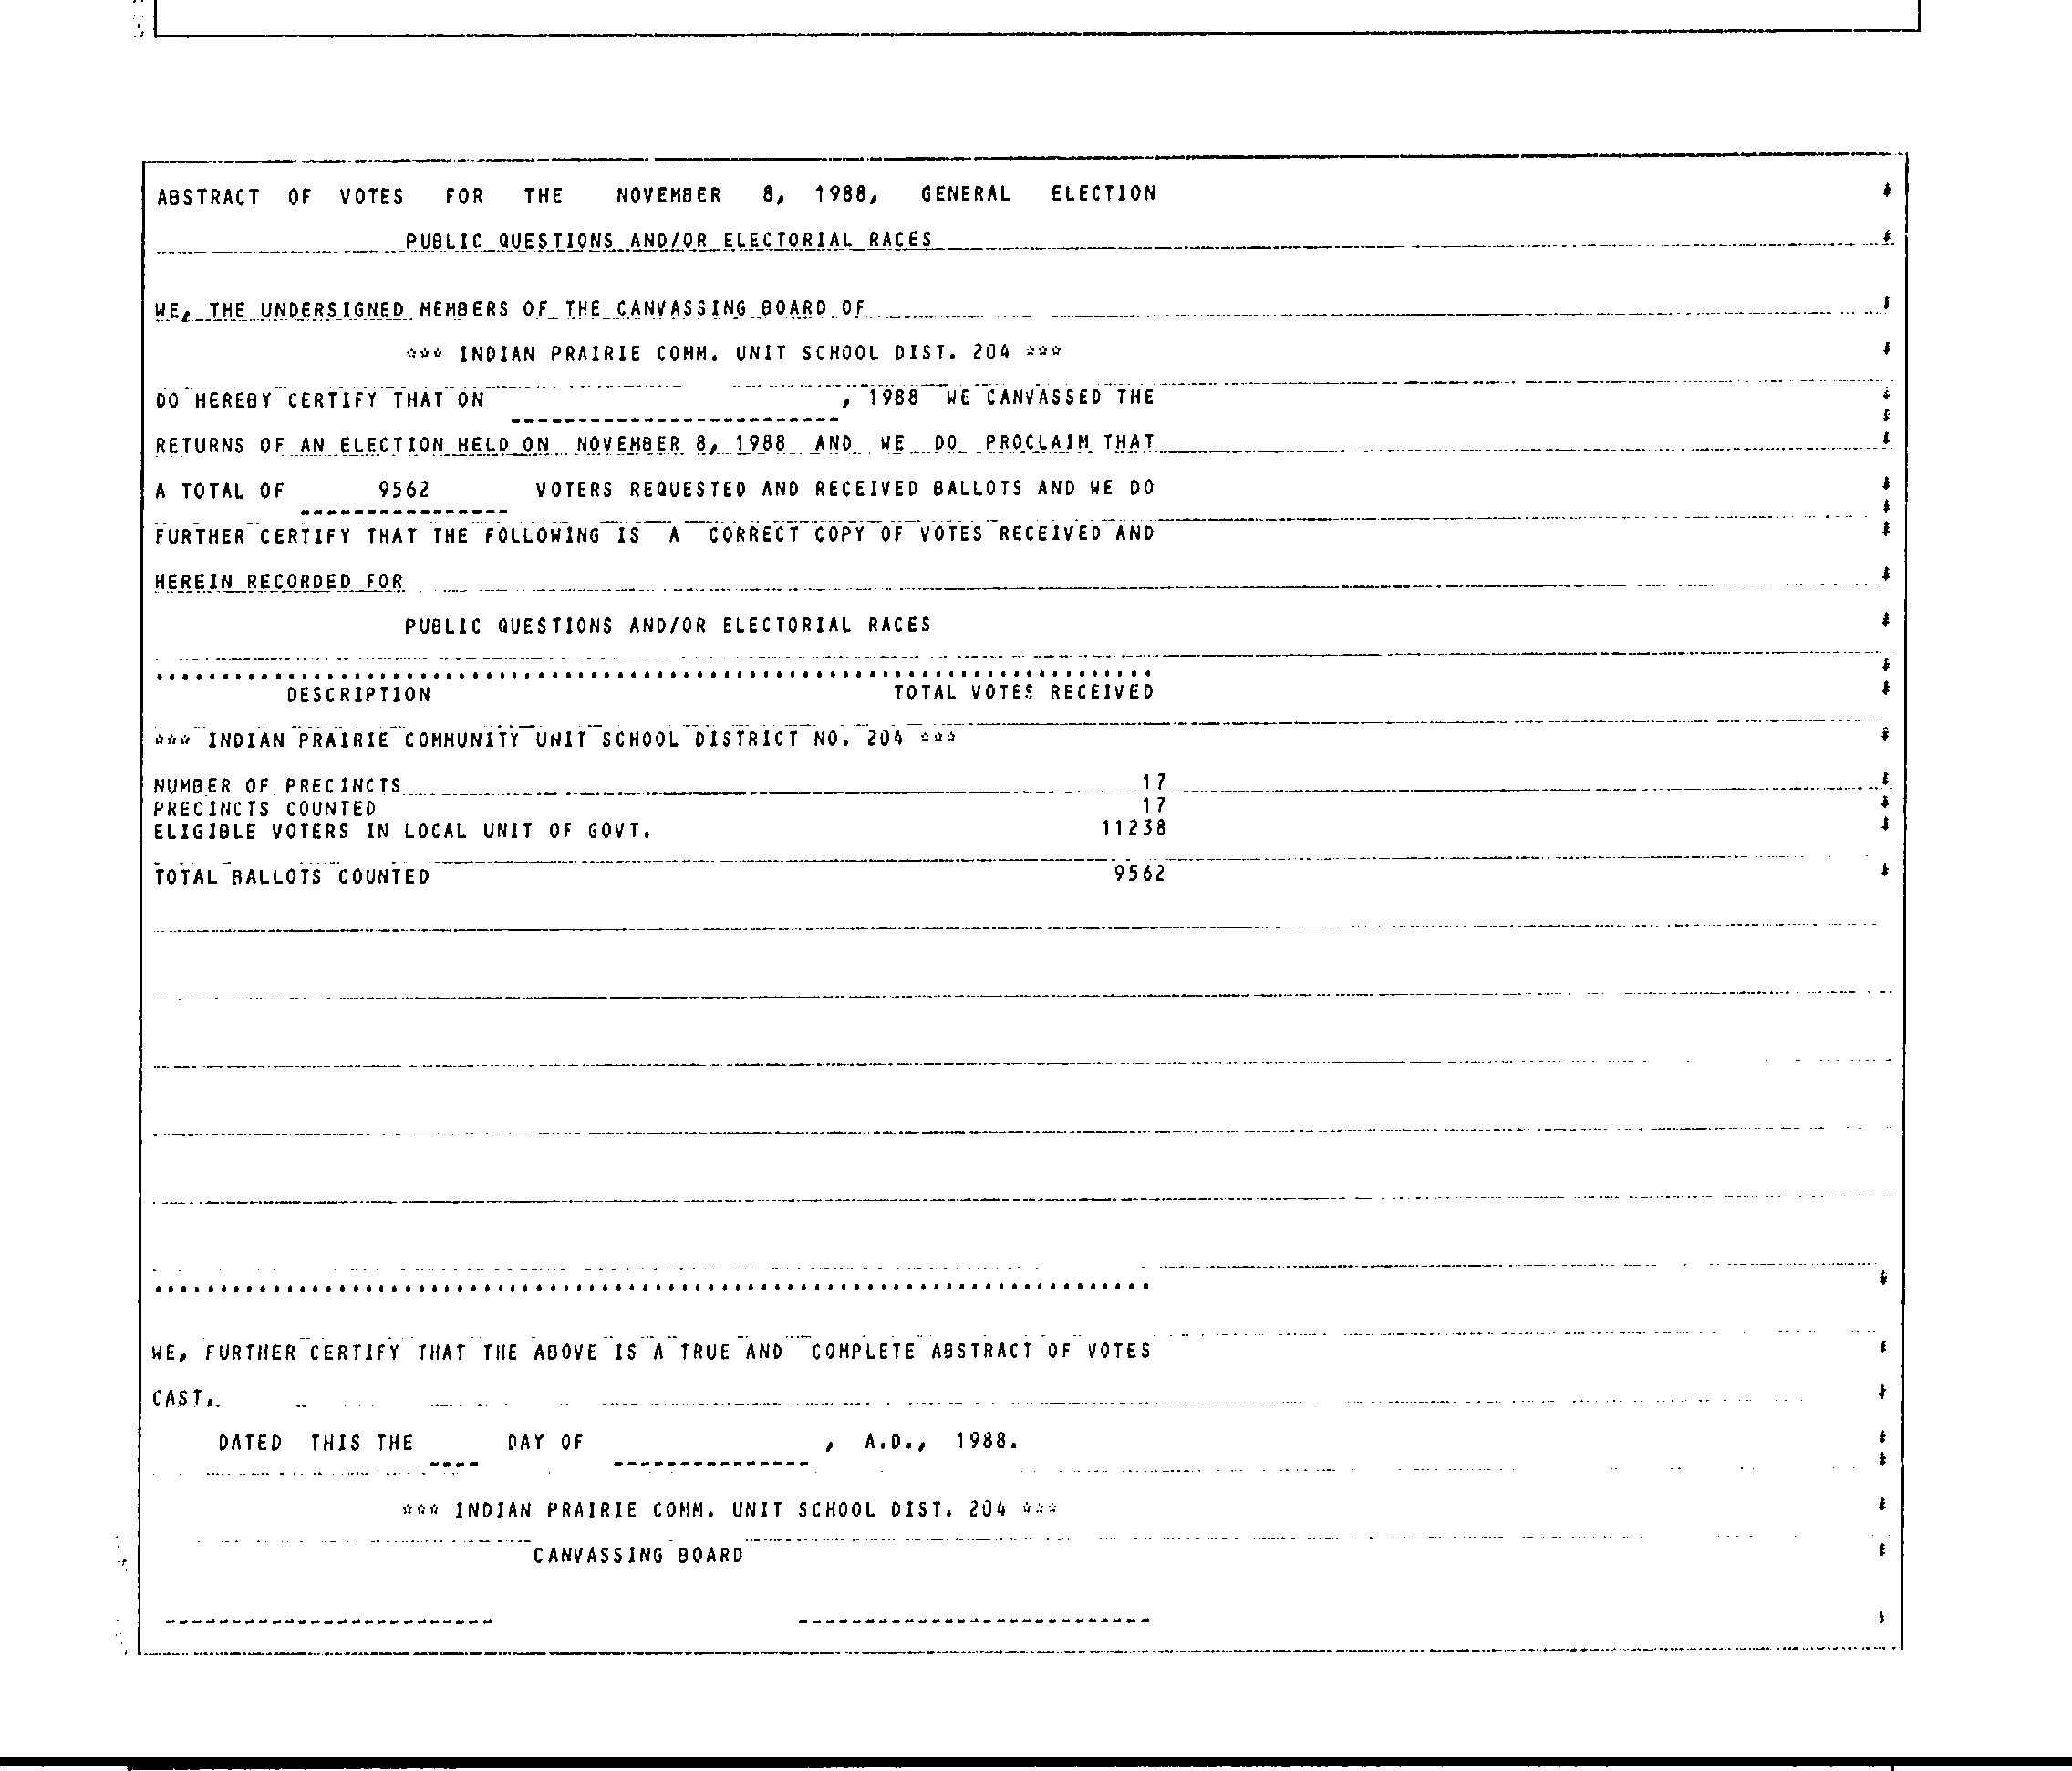 ABSTRACT OF VOTES FOR THE NOVEMBER 8, 1988, GENERAL ELECTION
PUBLIC QUESTIONS AND/OR ELECTORIAL RACES
WE, THE UNDERSIGNED MEMBERS OF THE CANVASSING BOARD OF
*** INDIAN PRAIRIE COMM. UNIT SCHOOL DIST. 204 ***
DO HEREBY CERTIFY THAT ON , 1988 WE CANVASSED THE
RETURNS OF AN ELECTION HELD ON NOVEMBER 8, 1988 AND WE DO PROCLAIM THAT
A TOTAL OF 9562 VOTERS REQUESTED AND RECEIVED BALLOTS AND WE DO
FURTHER CERTIFY THAT THE FOLLOWING IS A CORRECT COPY OF VOTES RECEIVED AND
HEREIN RECORDED FOR
PUBLIC QUESTIONS AND/OR ELECTORIAL RACES
DESCRIPTION TOTAL VOTES RECEIVED
*** INDIAN PRAIRIE COMMUNITY UNIT SCHOOL DISTRICT NO. 204 ***
NUMBER OF PRECINCTS 17
PRECINCTS COUNTED 17
ELIGIBLE VOTERS IN LOCAL UNIT OF GOVT. 11238
TOTAL BALLOTS COUNTED 9562
WE, FURTHER CERTIFY THAT THE ABOVE IS A TRUE AND COMPLETE ABSTRACT OF VOTES
CAST.
DATED THIS THE ---- DAY OF --------------- , A.D., 1988.
*** INDIAN PRAIRIE COMM. UNIT SCHOOL DIST. 204 ***
CANVASSING BOARD